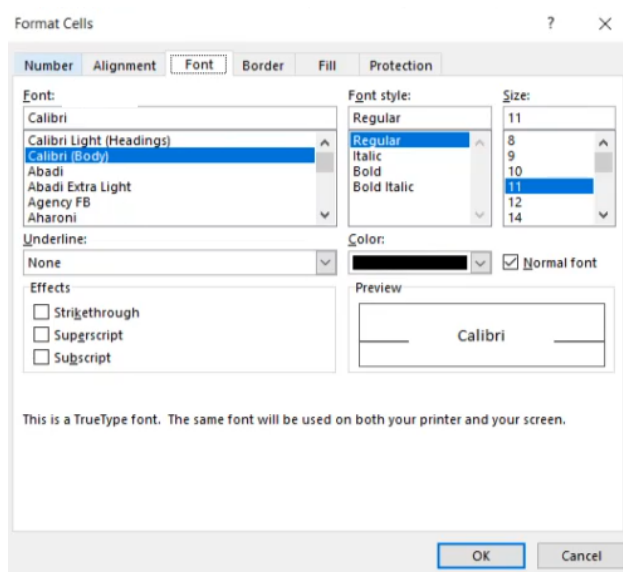 Format Cells ? ×
Number Alignment Font Border Fill Protection
Font: Font style: Size:
Calibri Regular 11
Calibri Light (Headings) Regular 8
Calibri (Body) Italic 9
Abadi Bold 10
Abadi Extra Light Bold Italic 11
Agency FB 12
Aharoni 14
Underline: Color:
None Normal font
Effects Preview
Strikethrough
Superscript Calibri
Subscript
This is a TrueType font. The same font will be used on both your printer and your screen.
OK Cancel